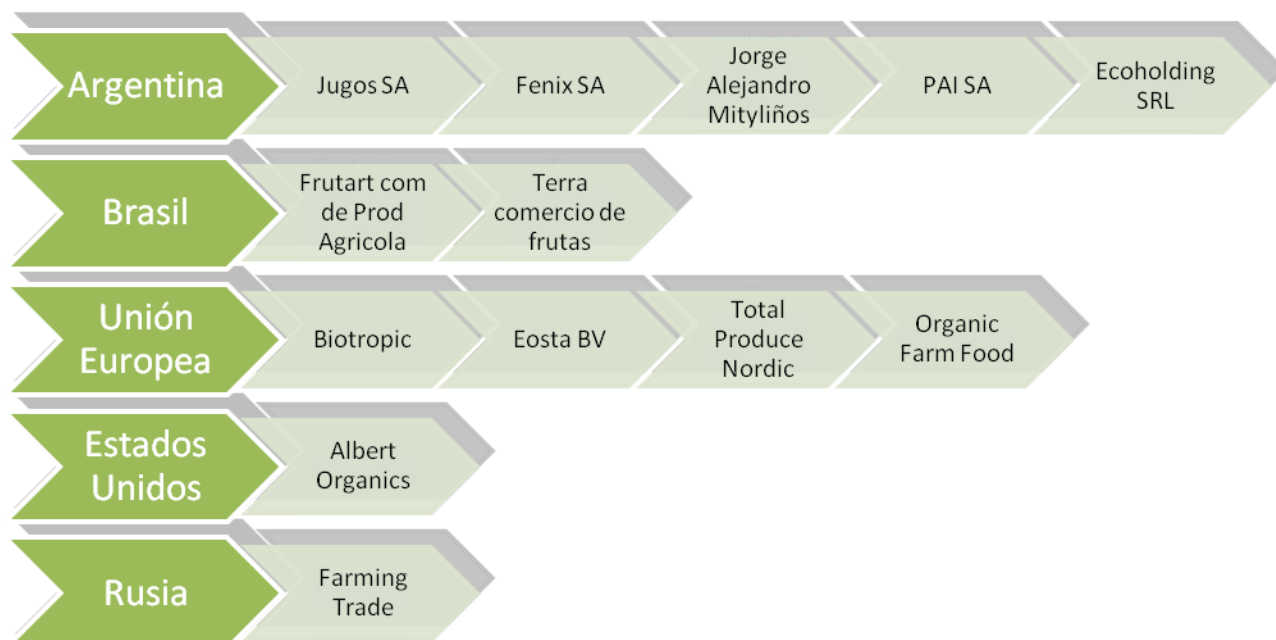 Argentina
Jugos SA
Fenix SA
Jorge
Alejandro
Mityliños
PAI SA
Ecoholding
SRL
Brasil
Frutart com
de Prod
Agricola
Terra
comercio de
frutas
Unión
Europea
Biotropic
Eosta BV
Total
Produce
Nordic
Organic
Farm Food
Estados
Unidos
Albert
Organics
Rusia
Farming
Trade